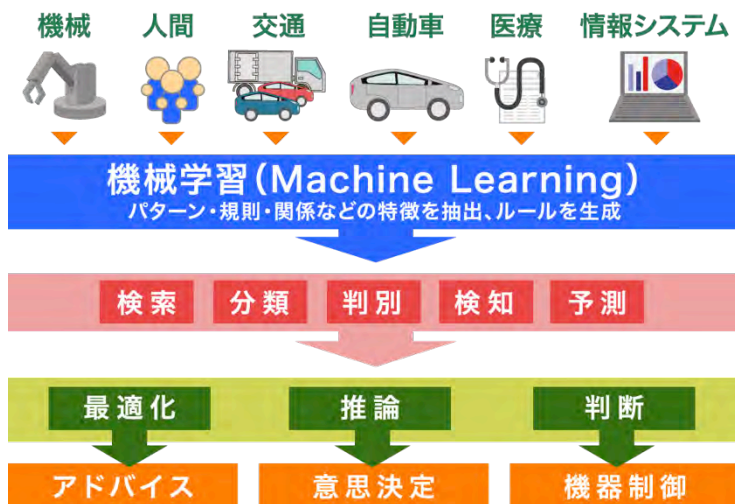 機械 人間 交通 自動車 医療 情報システム
機械学習(Machine Learning)
パターン・規則・関係などの特徴を抽出、ルールを生成
検索 分類 判別 検知 予測
最適化 推論 判断
アドバイス 意思決定 機器制御